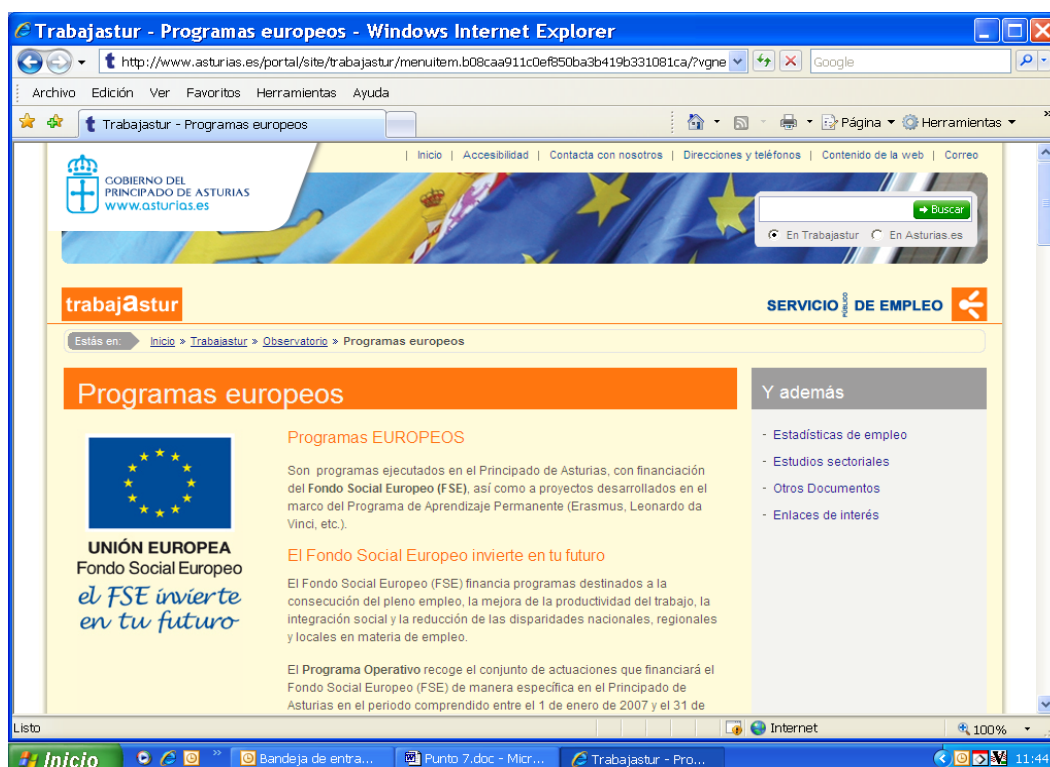 Trabajastur - Programas europeos - Windows Internet Explorer
http://www.asturias.es/portal/site/trabajastur/menuitem.b08caa911c0ef850ba3b419b331081ca/?vgne
Google
Archivo Edición Ver Favoritos Herramientas Ayuda
Trabajastur - Programas europeos
Página Herramientas »
| Inicio | Accesibilidad | Contacta con nosotros | Direcciones y teléfonos | Contenido de la web | Correo
GOBIERNO DEL
PRINCIPADO DE ASTURIAS
www.asturias.es
Buscar
En Trabajastur En Asturias.es
trabajastur
SERVICIO PÚBLICO DE EMPLEO
Estás en: Inicio » Trabajastur » Observatorio » Programas europeos
Programas europeos
Y además
- Estadísticas de empleo
- Estudios sectoriales
- Otros Documentos
- Enlaces de interés
UNIÓN EUROPEA
Fondo Social Europeo
el FSE invierte
en tu futuro
Programas EUROPEOS
Son programas ejecutados en el Principado de Asturias, con financiación
del Fondo Social Europeo (FSE), así como a proyectos desarrollados en el
marco del Programa de Aprendizaje Permanente (Erasmus, Leonardo da
Vinci, etc.).
El Fondo Social Europeo invierte en tu futuro
El Fondo Social Europeo (FSE) financia programas destinados a la
consecución del pleno empleo, la mejora de la productividad del trabajo, la
integración social y la reducción de las disparidades nacionales, regionales
y locales en materia de empleo.
El Programa Operativo recoge el conjunto de actuaciones que financiará el
Fondo Social Europeo (FSE) de manera específica en el Principado de
Asturias en el periodo comprendido entre el 1 de enero de 2007 y el 31 de
Listo
Internet
100%
Inicio
»
Bandeja de entra...
Punto 7.doc - Micr...
Trabajastur - Pro...
11:44